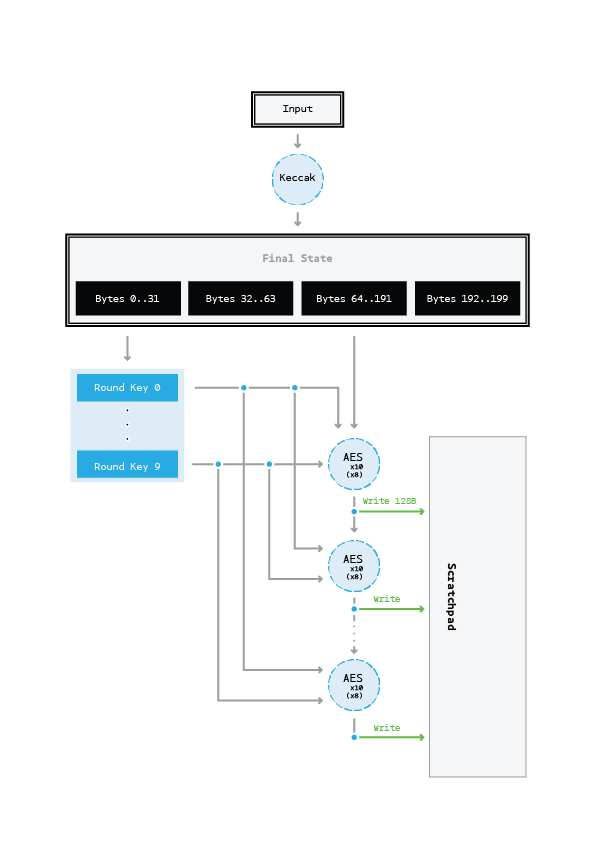 Input
Keccak
Final State
Bytes 0..31
Bytes 32..63
Bytes 64..191
Bytes 192..199
Round Key 0
.
.
.
Round Key 9
AES
x10
(x8)
Write 128B
AES
x10
(x8)
Write
AES
x10
(x8)
Write
Scratchpad